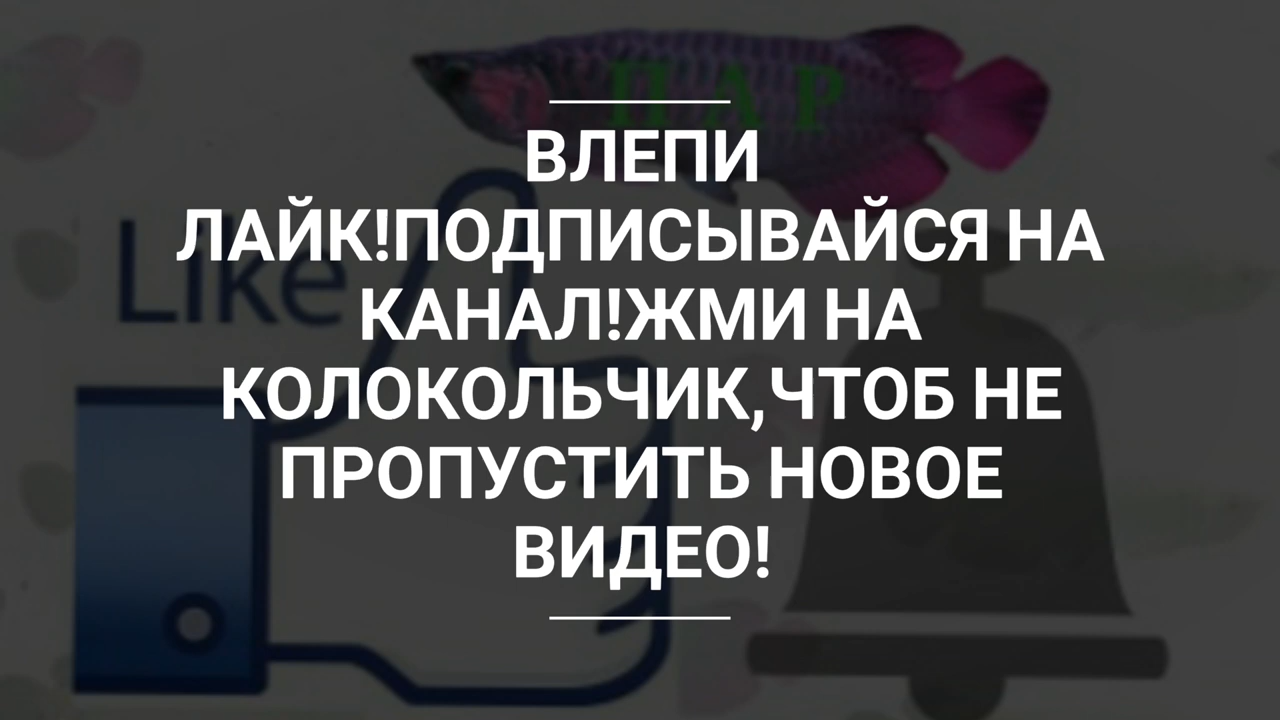 ПАР
ВЛЕПИ
ЛАЙК!ПОДПИСЫВАЙСЯ НА
Like
КАНАЛ!ЖМИ НА
КОЛОКОЛЬЧИК,ЧТОБ НЕ
ПРОПУСТИТЬ НОВОЕ
ВИДЕО!